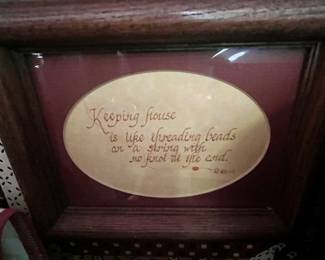 Keeping house
is like threading beads
on a string with
no knot at the end.